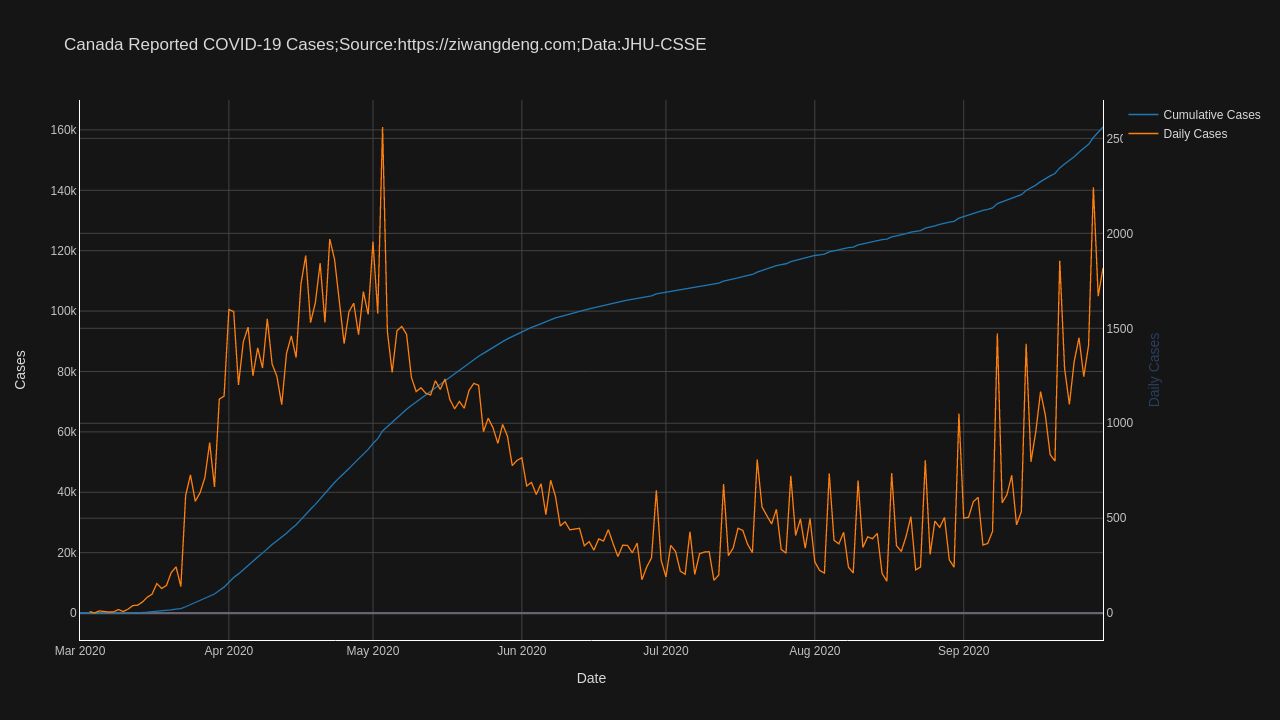 Canada Reported COVID-19 Cases;Source:https://ziwangdeng.com;Data:JHU-CSSE
Cumulative Cases
Daily Cases
160k
140k
120k
100k
80k
60k
40k
20k
0
Cases
2000
1500
1000
500
0
Daily Cases
Mar 2020
Apr 2020
May 2020
Jun 2020
Jul 2020
Aug 2020
Sep 2020
Date